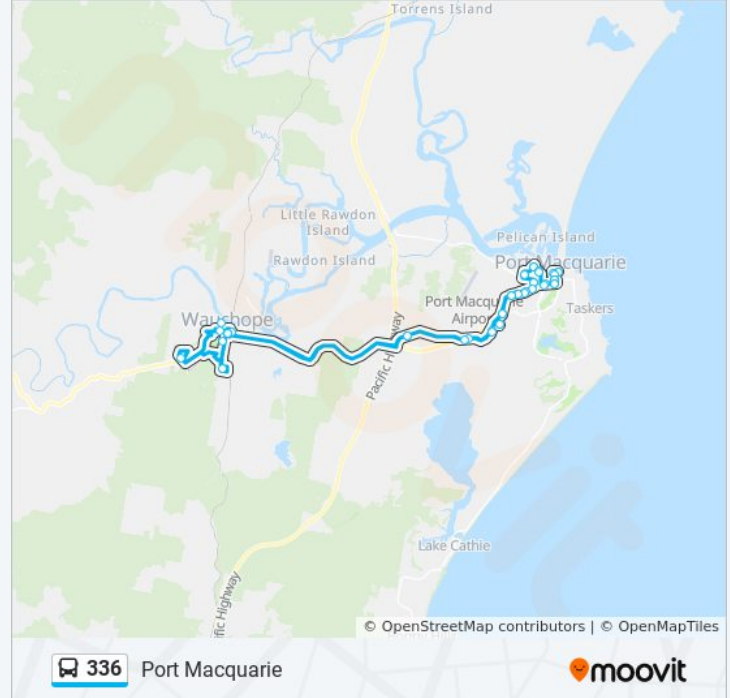 Torrens Island
Little Rawdon
Island
Pelican Island
Rawdon Island
Port Macquarie
Port Macquarie
Airport
Taskers
Wauchope
Pacific Highway
Lake Cathie
Pacific Highway
© OpenStreetMap contributors | © OpenMapTiles
336 Port Macquarie
moovit